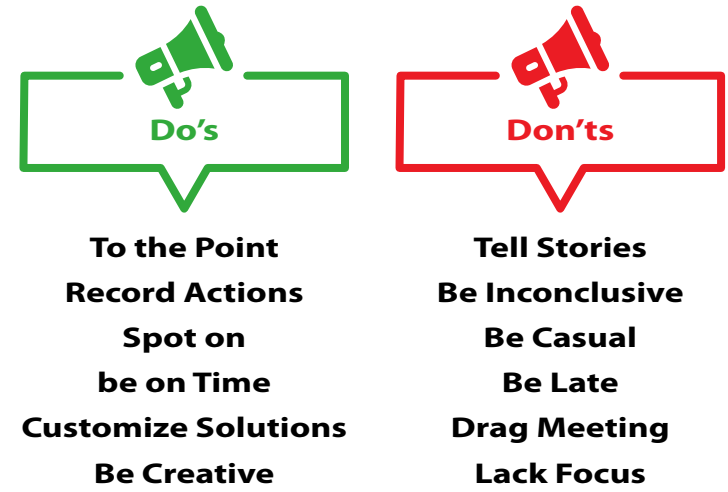 Do's
To the Point
Record Actions
Spot on
be on Time
Customize Solutions
Be Creative
Don'ts
Tell Stories
Be Inconclusive
Be Casual
Be Late
Drag Meeting
Lack Focus